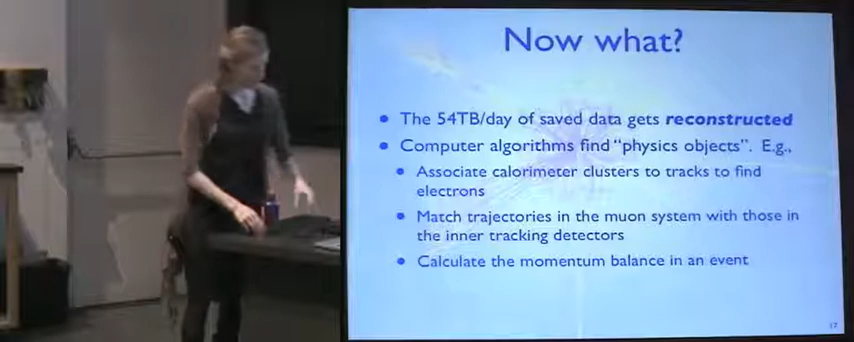 Now what?
• The 54TB/day of saved data gets reconstructed
• Computer algorithms find "physics objects". E.g.,
• Associate calorimeter clusters to tracks to find
electrons
• Match trajectories in the muon system with those in
the inner tracking detectors
• Calculate the momentum balance in an event
17